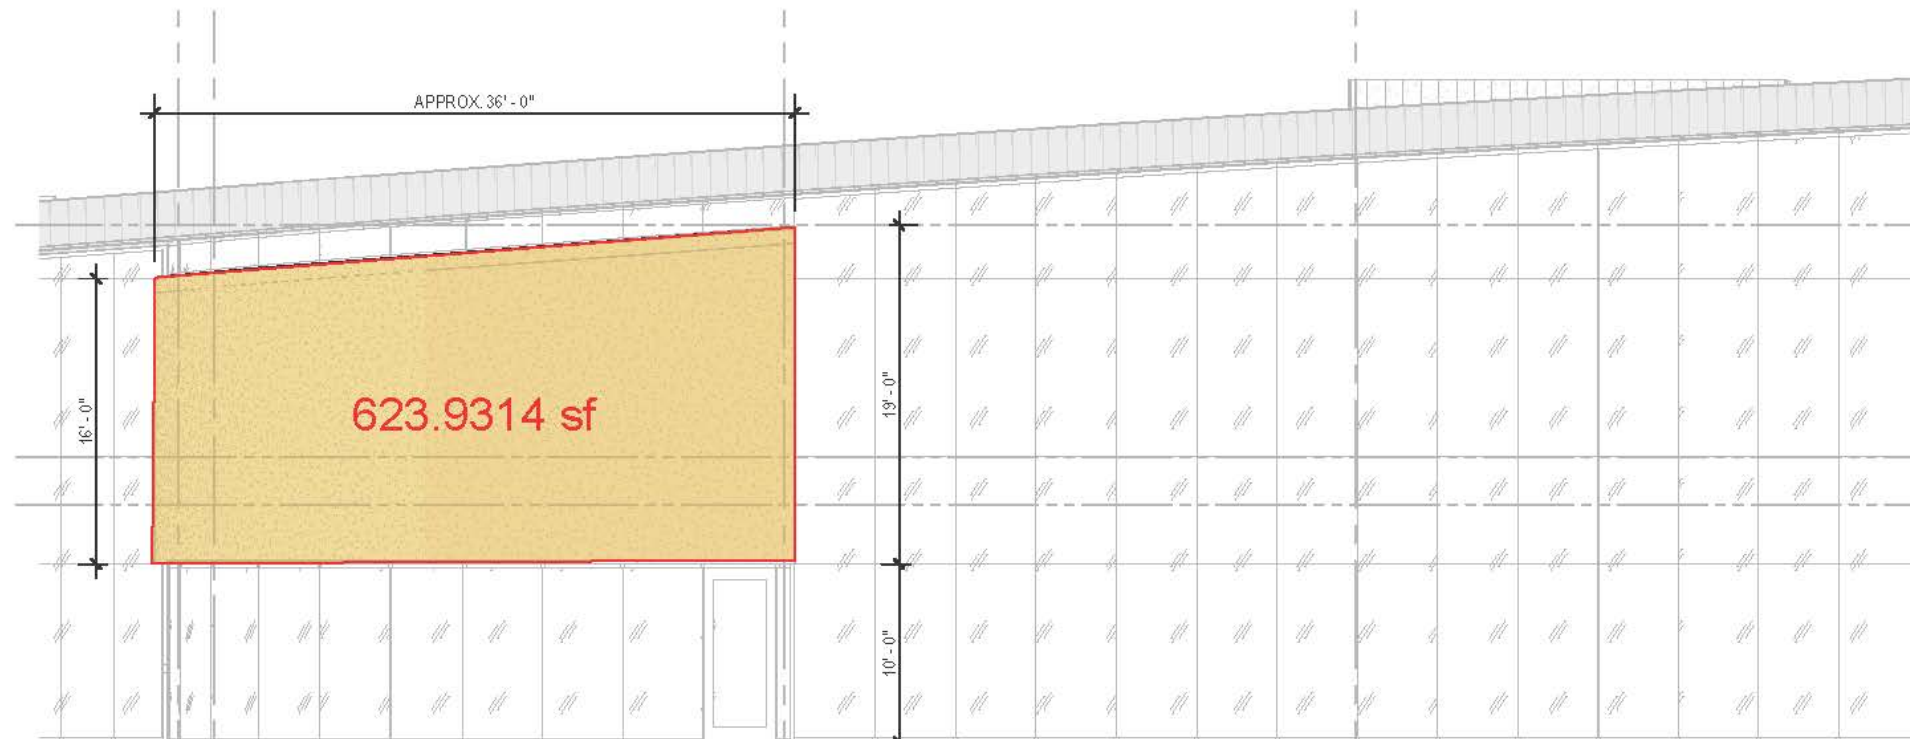 APPROX. 36' - 0"
16' - 0"
623.9314 sf
19' - 0"
10' - 0"